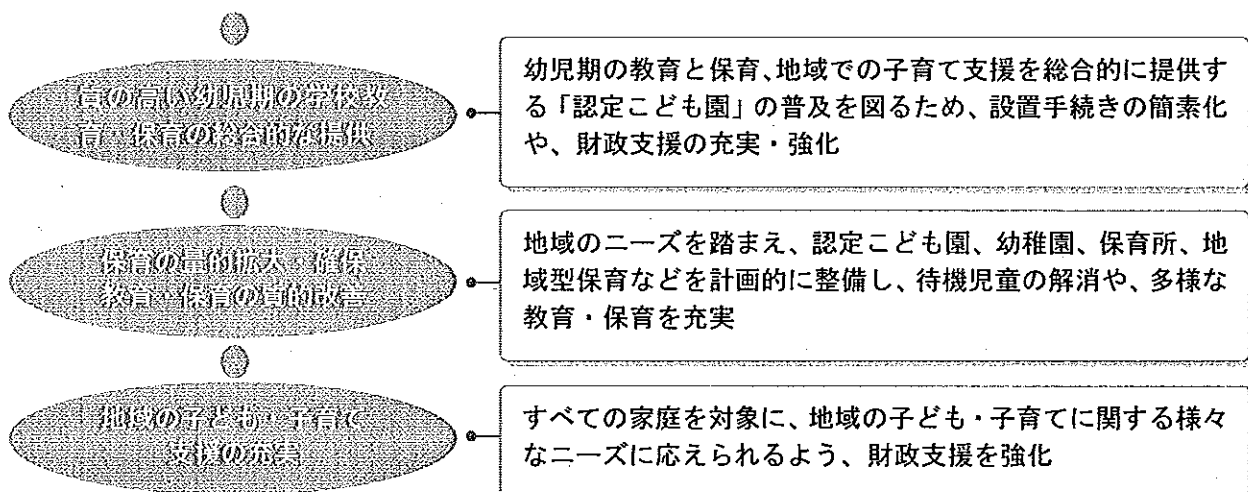 質の高い幼児期の学校教
育・保育の総合的な提供
幼児期の教育と保育、地域での子育て支援を総合的に提供す
る「認定こども園」の普及を図るため、設置手続きの簡素化
や、財政支援の充実・強化
保育の量的拡大・確保
教育・保育の質的改善
地域のニーズを踏まえ、認定こども園、幼稚園、保育所、地
域型保育などを計画的に整備し、待機児童の解消や、多様な
教育・保育を充実
地域の子ども・子育て
支援の充実
すべての家庭を対象に、地域の子ども・子育てに関する様々
なニーズに応えられるよう、財政支援を強化